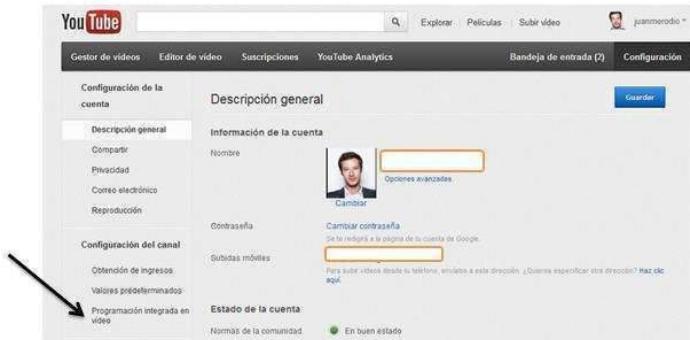 YouTube
Explorar Películas Subir vídeo juanmerodio
Gestor de vídeos Editor de vídeo Suscripciones YouTube Analytics Bandeja de entrada (2) Configuración
Configuración de la
cuenta
Descripción general
Guardar
Descripción general
Información de la cuenta
Compartir
Nombre
Privacidad
Opciones avanzadas
Correo electrónico
Cambiar
Reproducción
Contraseña Cambiar contraseña
Se te redigirá a la página de tu cuenta de Google.
Configuración del canal
Subidas móviles
Obtención de ingresos
Para subir vídeos desde tu teléfono, envíalos a esta dirección. ¿Quieres especificar otra dirección? Haz clic
aquí.
Valores predeterminados
Programación integrada en
vídeo
Estado de la cuenta
Normas de la comunidad En buen estado